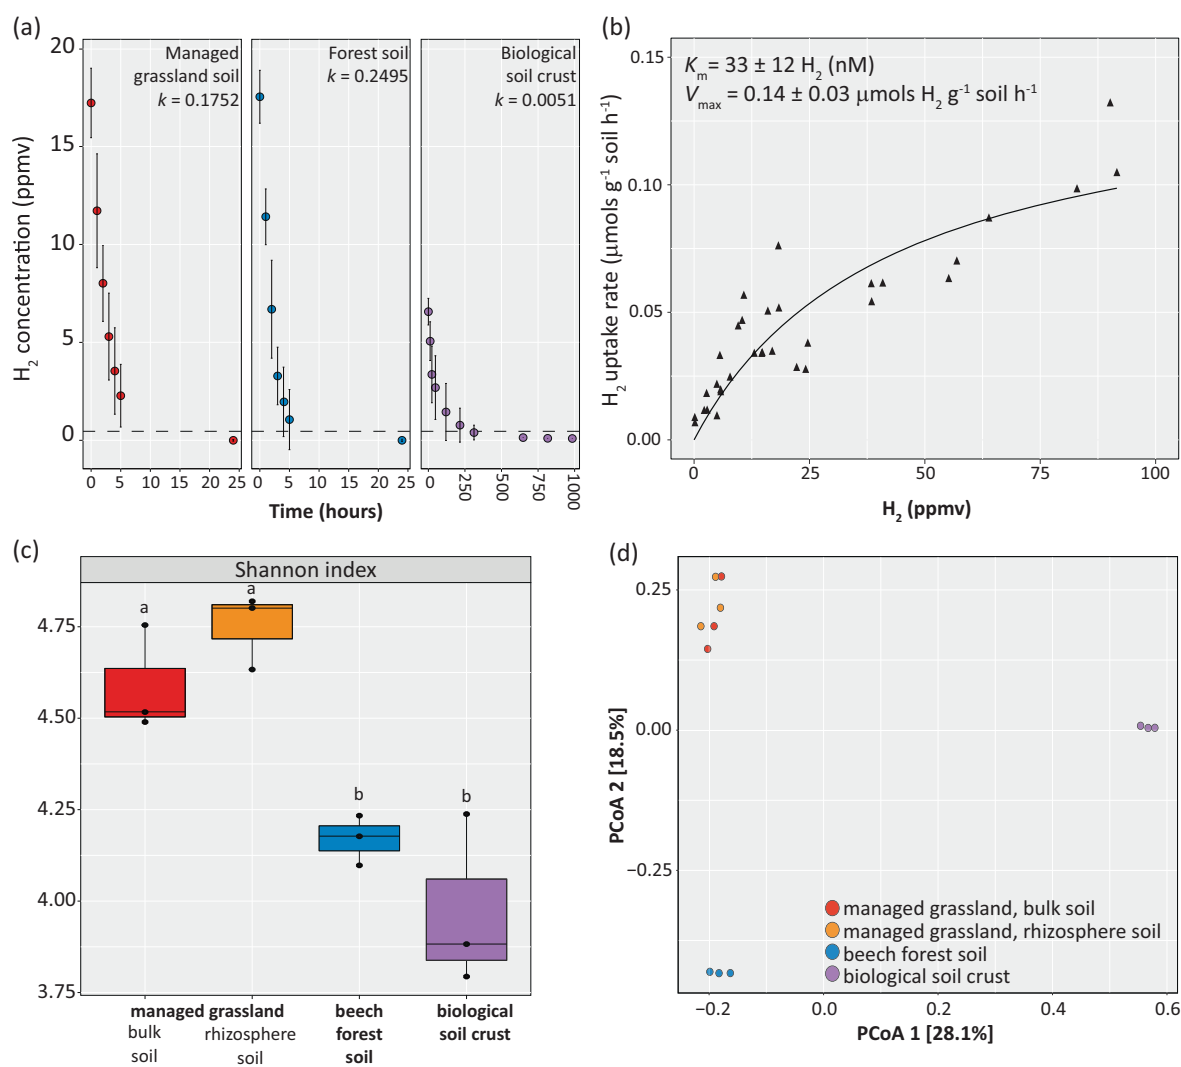 (a)
20
15
10
5
0
H₂ concentration (ppmv)
Managed
grassland soil
k = 0.1752
Forest soil
k = 0.2495
Biological
soil crust
k = 0.0051
0 5 10 15 20 25
0 5 10 15 20 25
0 250 500 750 1000
Time (hours)
(b)
Kₘ = 33 ± 12 H₂ (nM)
Vmax = 0.14 ± 0.03 µmols H₂ g⁻¹ soil h⁻¹
0.15
0.10
0.05
0.00
H₂ uptake rate (µmols g⁻¹ soil h⁻¹)
0 25 50 75 100
H₂ (ppmv)
(c)
Shannon index
a
a
b
b
4.75
4.50
4.25
4.00
3.75
managed grassland
bulk
soil
rhizosphere
soil
beech
forest
soil
biological
soil crust
(d)
0.25
0.00
−0.25
PCoA 2 [18.5%]
managed grassland, bulk soil
managed grassland, rhizosphere soil
beech forest soil
biological soil crust
−0.2 0.0 0.2 0.4 0.6
PCoA 1 [28.1%]